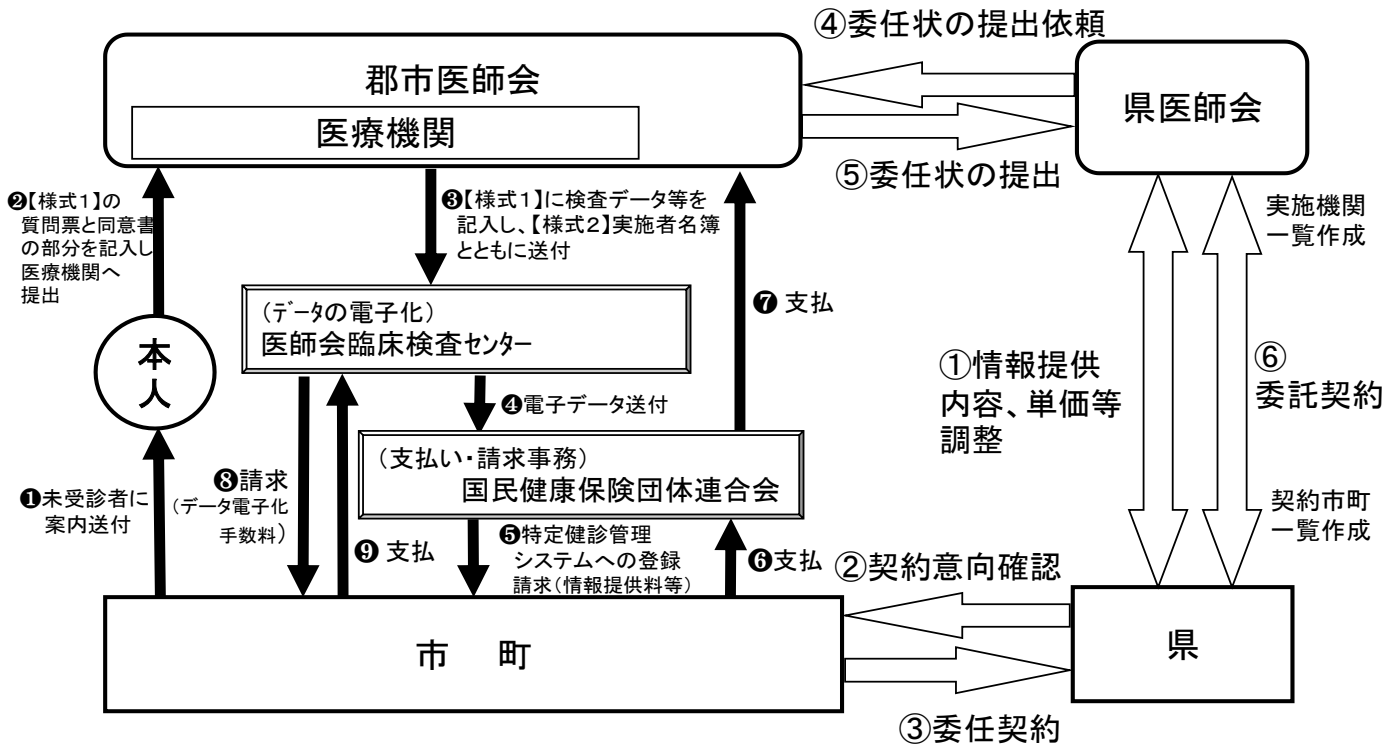 ④委任状の提出依頼
郡市医師会
医療機関
県医師会
⑤委任状の提出
❷【様式1】の
質問票と同意書
の部分を記入し
医療機関へ
提出
❸【様式1】に検査データ等を
記入し、【様式2】実施者名簿
とともに送付
実施機関
一覧作成
(データの電子化)
医師会臨床検査センター
❼支払
本
人
①情報提供
内容、単価等
調整
⑥
委託契約
❹電子データ送付
(支払い・請求事務)
国民健康保険団体連合会
❶未受診者に
案内送付
❽請求
(データ電子化
手数料)
❾支払
❺特定健診管理
システムへの登録
請求(情報提供料等)
❻支払
契約市町
一覧作成
②契約意向確認
市 町
県
③委任契約